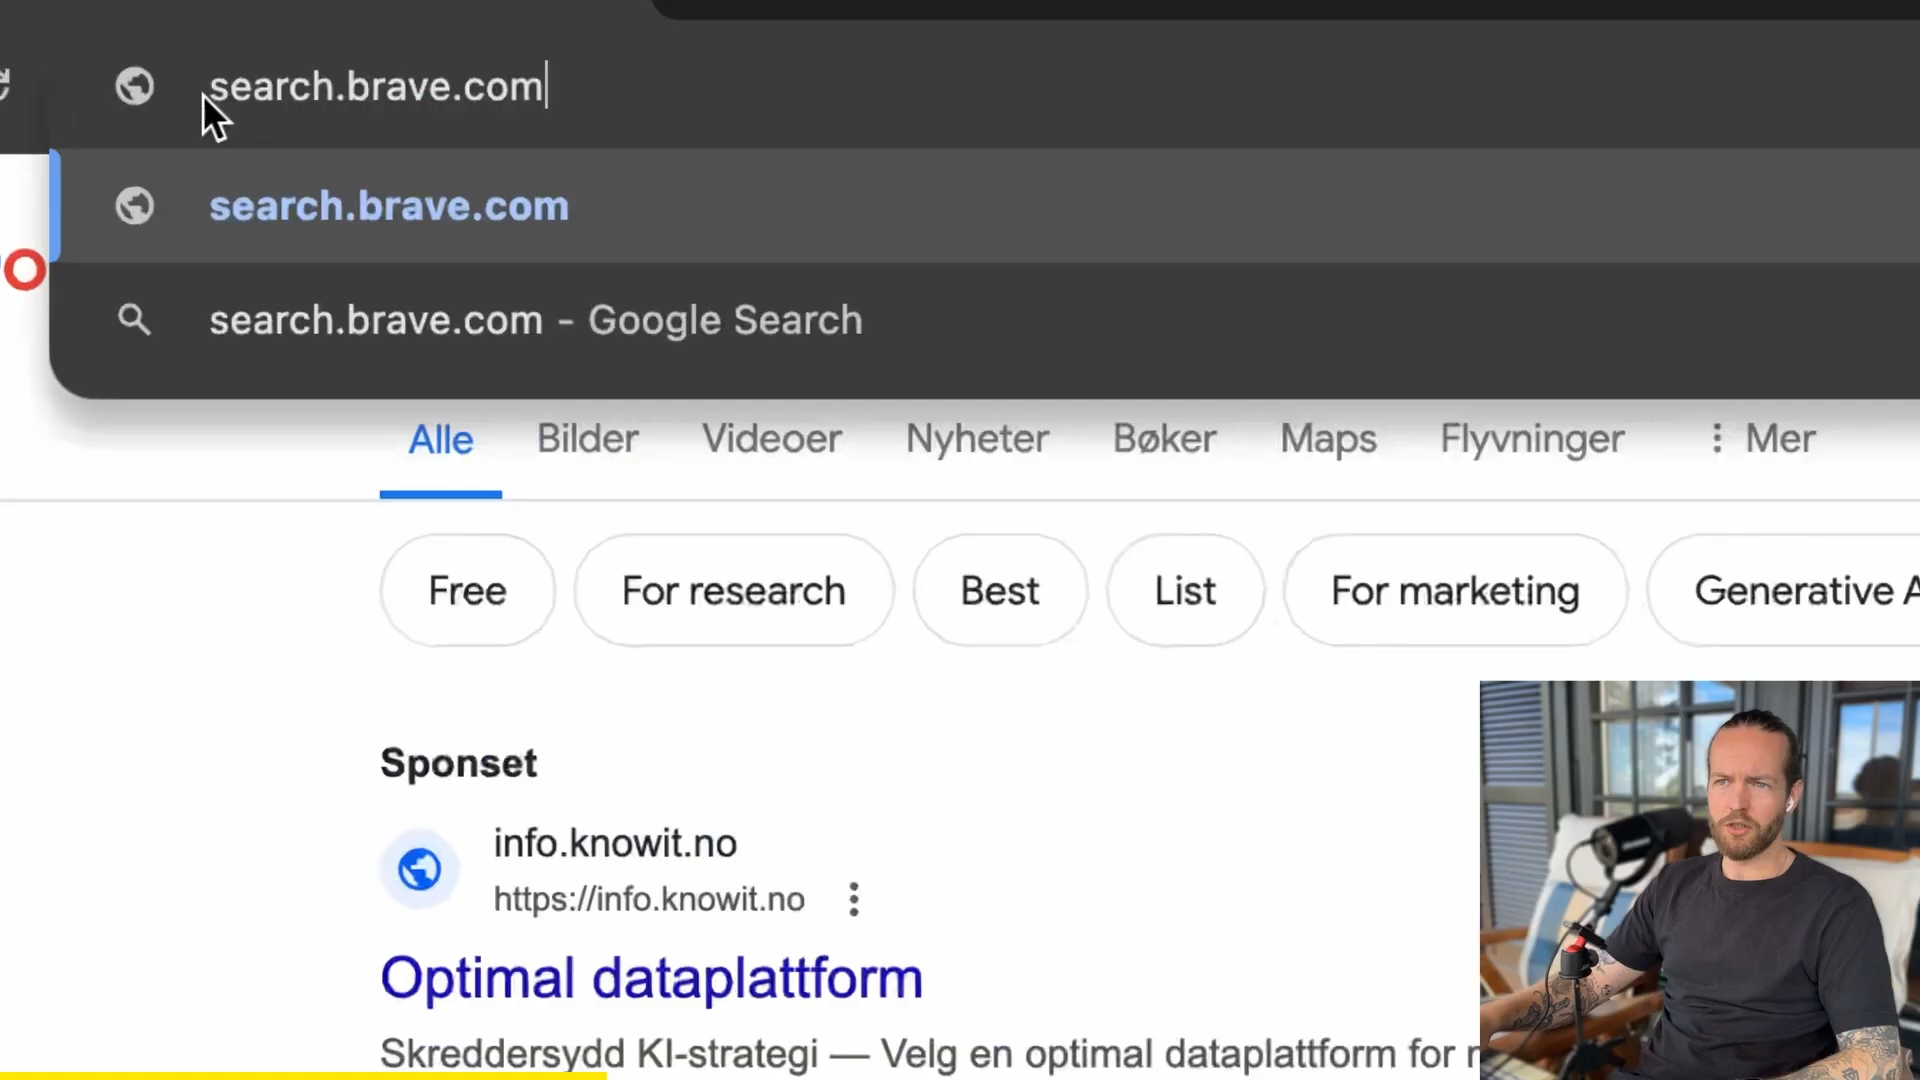 search.brave.com
search.brave.com
search.brave.com - Google Search
Alle Bilder Videoer Nyheter Bøker Maps Flyvninger Mer
Free For research Best List For marketing Generative A
Sponset
info.knowit.no
https://info.knowit.no
Optimal dataplattform
Skreddersydd KI-strategi — Velg en optimal dataplattform for